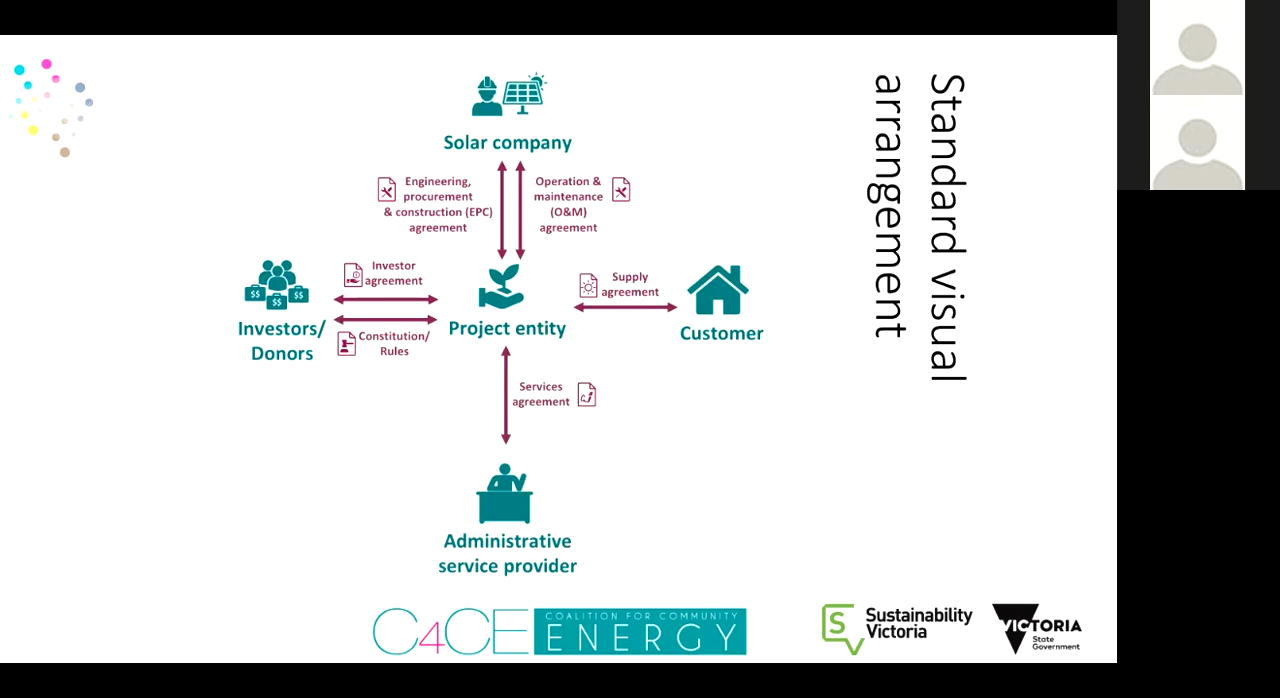 Standard visual
arrangement
Solar company
Engineering,
procurement
& construction (EPC)
agreement
Operation &
maintenance
(O&M)
agreement
Investor
agreement
Supply
agreement
$$ $$
$$
Investors/
Donors
Project entity
Customer
Constitution/
Rules
Services
agreement
Administrative
service provider
C4CE
COALITION FOR COMMUNITY
ENERGY
S
Sustainability
Victoria
VICTORIA
State
Government